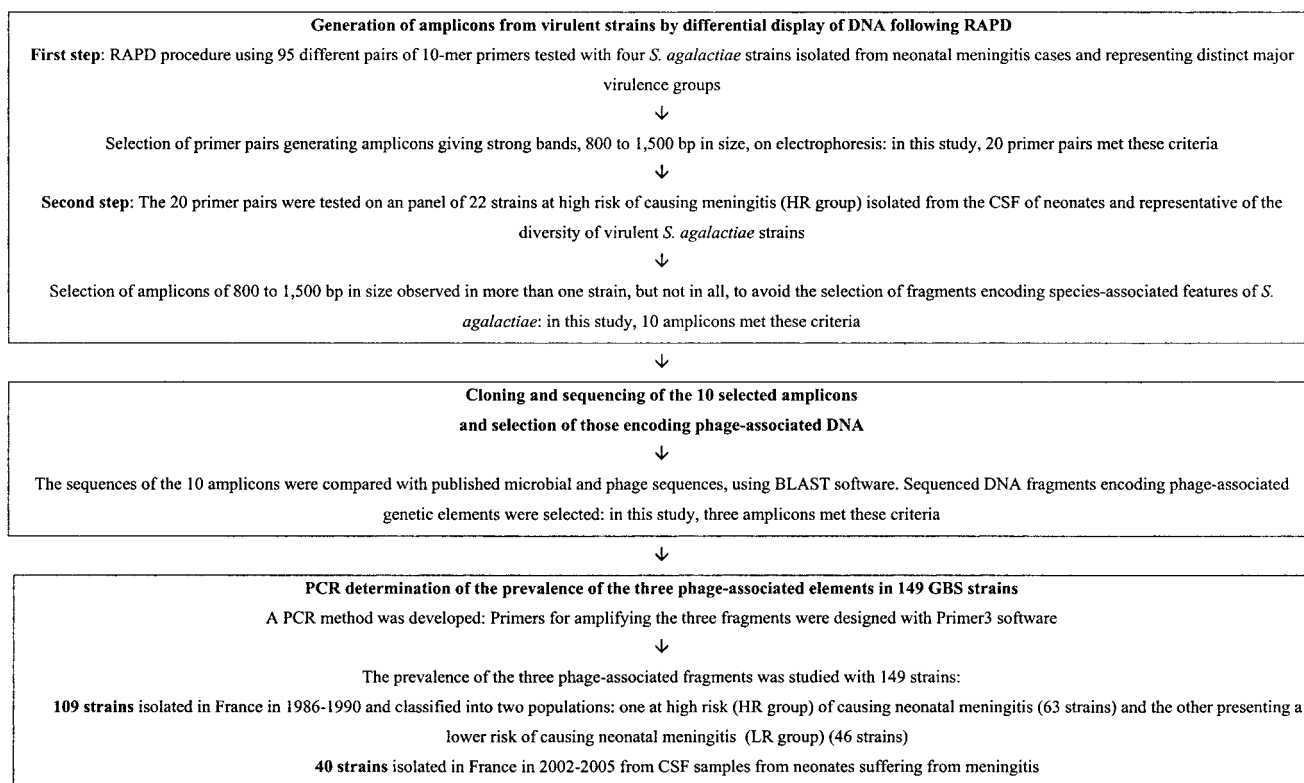 Generation of amplicons from virulent strains by differential display of DNA following RAPD
First step: RAPD procedure using 95 different pairs of 10-mer primers tested with four S. agalactiae strains isolated from neonatal meningitis cases and representing distinct major
virulence groups
↓
Selection of primer pairs generating amplicons giving strong bands, 800 to 1,500 bp in size, on electrophoresis: in this study, 20 primer pairs met these criteria
↓
Second step: The 20 primer pairs were tested on an panel of 22 strains at high risk of causing meningitis (HR group) isolated from the CSF of neonates and representative of the
diversity of virulent S. agalactiae strains
↓
Selection of amplicons of 800 to 1,500 bp in size observed in more than one strain, but not in all, to avoid the selection of fragments encoding species-associated features of S.
agalactiae: in this study, 10 amplicons met these criteria
↓
Cloning and sequencing of the 10 selected amplicons
and selection of those encoding phage-associated DNA
↓
The sequences of the 10 amplicons were compared with published microbial and phage sequences, using BLAST software. Sequenced DNA fragments encoding phage-associated
genetic elements were selected: in this study, three amplicons met these criteria
↓
PCR determination of the prevalence of the three phage-associated elements in 149 GBS strains
A PCR method was developed: Primers for amplifying the three fragments were designed with Primer3 software
↓
The prevalence of the three phage-associated fragments was studied with 149 strains:
109 strains isolated in France in 1986-1990 and classified into two populations: one at high risk (HR group) of causing neonatal meningitis (63 strains) and the other presenting a
lower risk of causing neonatal meningitis (LR group) (46 strains)
40 strains isolated in France in 2002-2005 from CSF samples from neonates suffering from meningitis